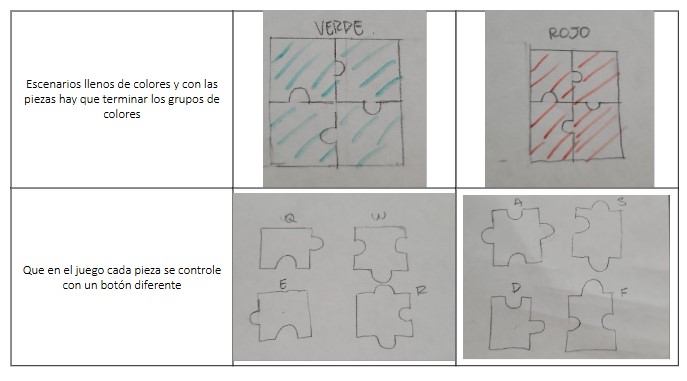 Escenarios llenos de colores y con las
piezas hay que terminar los grupos de
colores
VERDE
ROJO
Que en el juego cada pieza se controle
con un botón diferente
Q
W
E
R
A
S
D
F